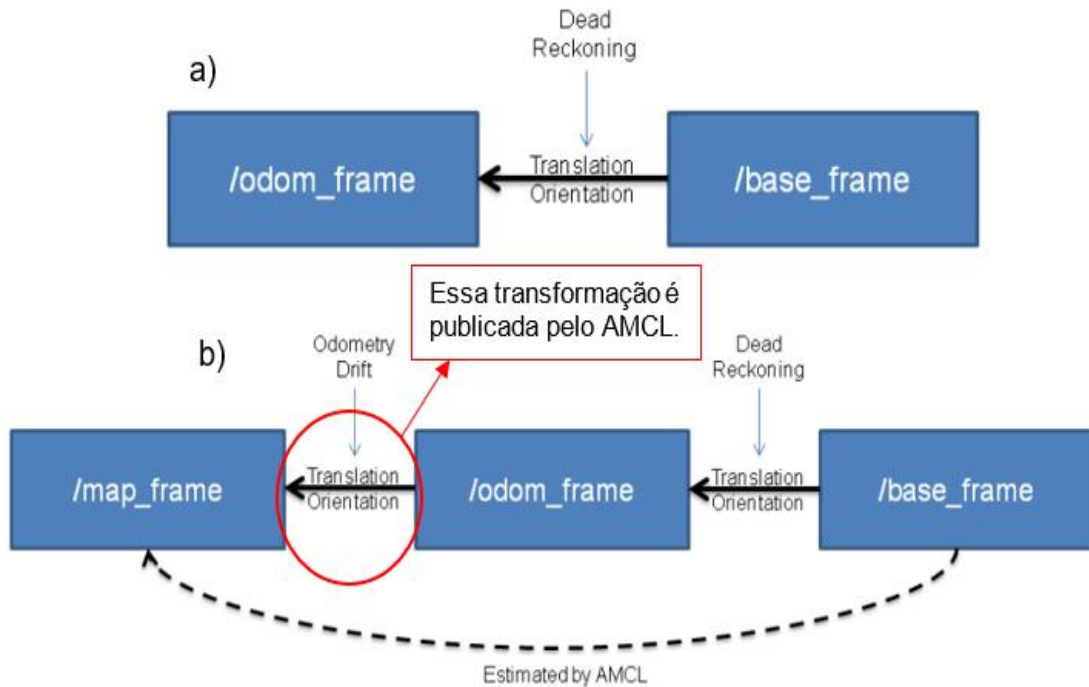 Dead
Reckoning
a)
/odom_frame
Translation
Orientation
/base_frame
Essa transformação é
publicada pelo AMCL.
b)
Odometry
Drift
Dead
Reckoning
/map_frame
Translation
Orientation
/odom_frame
Translation
Orientation
/base_frame
Estimated by AMCL